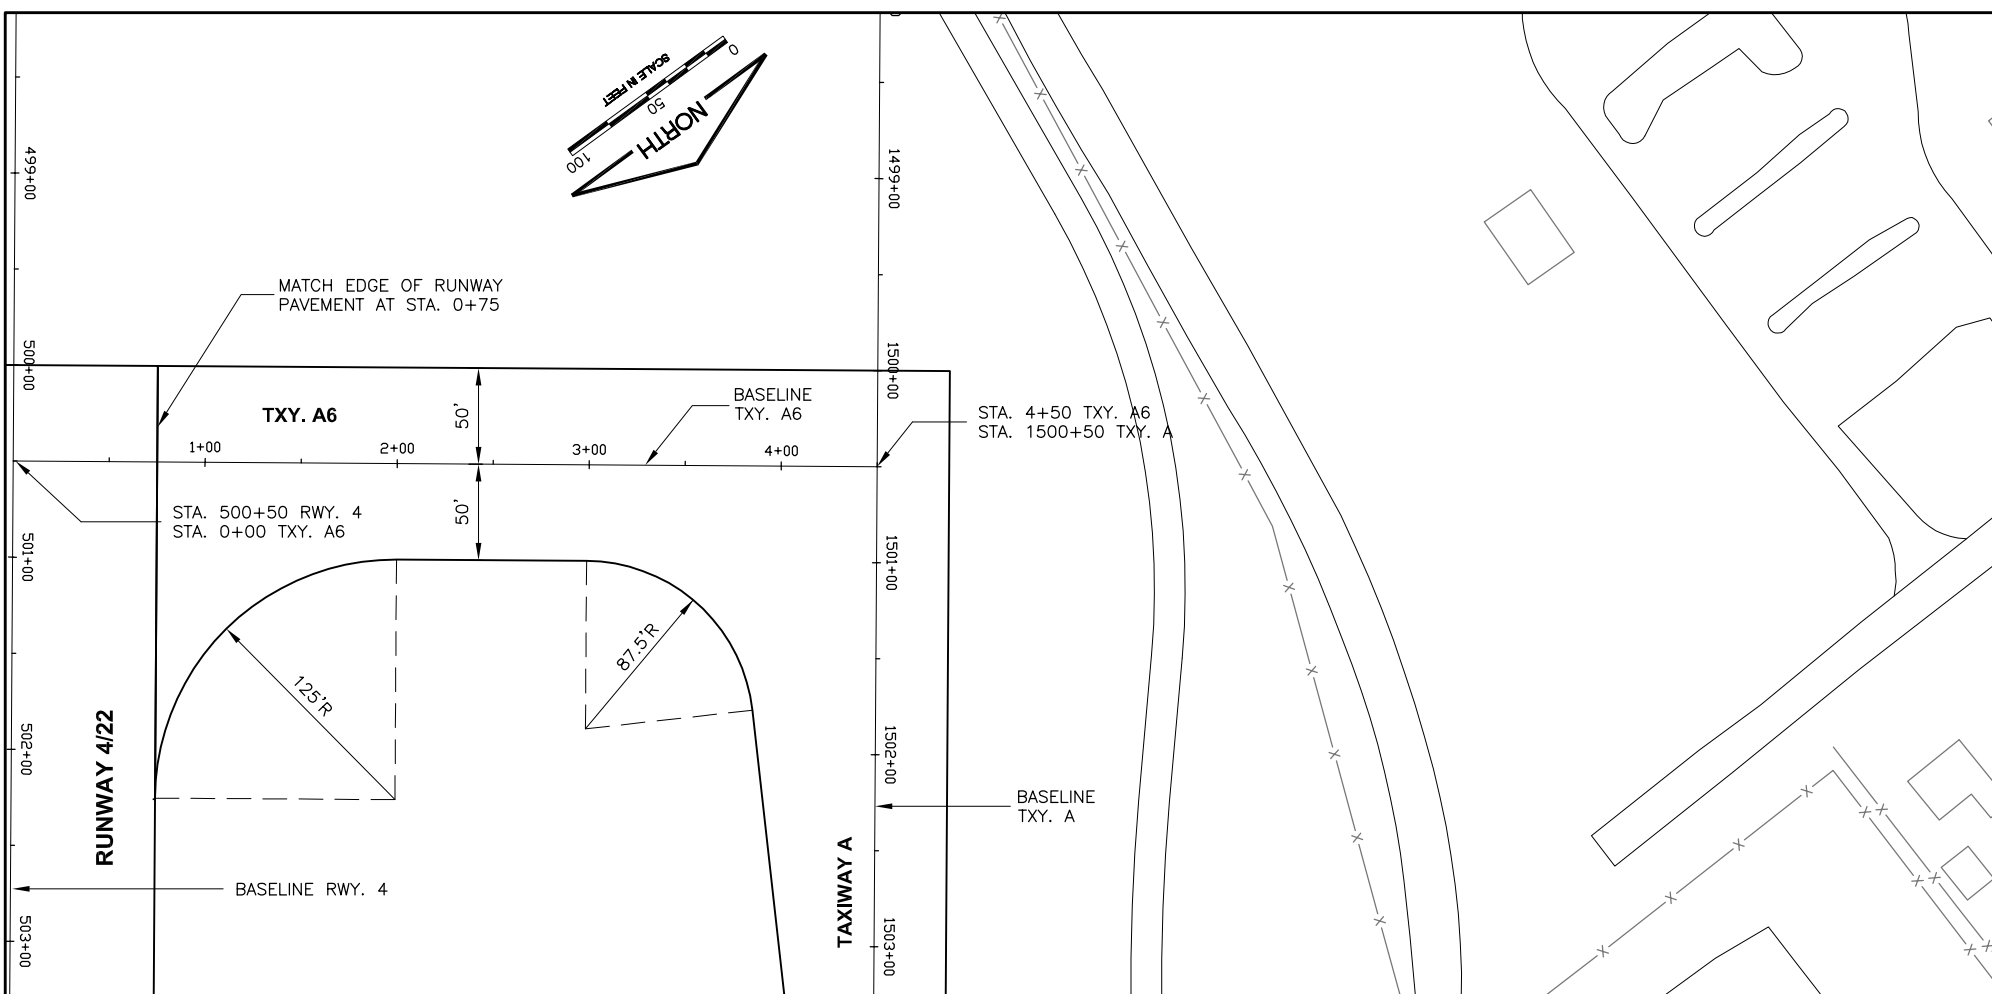 0
SCALE IN FEET
50
100
NORTH
499+00
1499+00
MATCH EDGE OF RUNWAY
PAVEMENT AT STA. 0+75
500+00
1500+00
TXY. A6
50'
BASELINE
TXY. A6
STA. 4+50 TXY. A6
STA. 1500+50 TXY. A
1+00
2+00
3+00
4+00
50'
STA. 500+50 RWY. 4
STA. 0+00 TXY. A6
501+00
1501+00
125'R
87.5'R
RUNWAY 4/22
502+00
1502+00
BASELINE
TXY. A
TAXIWAY A
BASELINE RWY. 4
503+00
1503+00